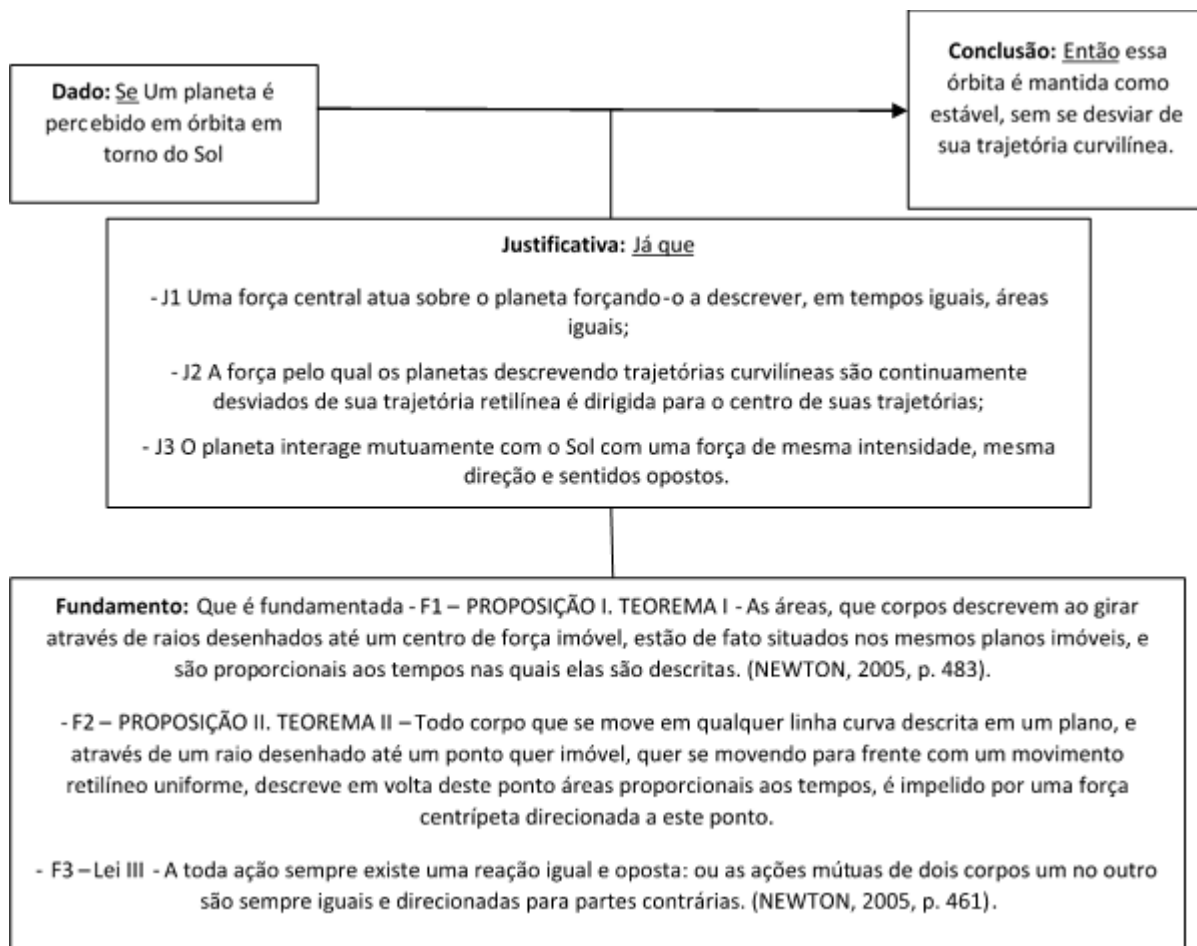 Dado: Se Um planeta é
percebido em órbita em
torno do Sol
Conclusão: Então essa
órbita é mantida como
estável, sem se desviar de
sua trajetória curvilínea.
Justificativa: Já que
- J1 Uma força central atua sobre o planeta forçando-o a descrever, em tempos iguais, áreas
iguais;
- J2 A força pelo qual os planetas descrevendo trajetórias curvilíneas são continuamente
desviados de sua trajetória retilínea é dirigida para o centro de suas trajetórias;
- J3 O planeta interage mutuamente com o Sol com uma força de mesma intensidade, mesma
direção e sentidos opostos.
Fundamento: Que é fundamentada - F1 – PROPOSIÇÃO I. TEOREMA I - As áreas, que corpos descrevem ao girar
através de raios desenhados até um centro de força imóvel, estão de fato situados nos mesmos planos imóveis, e
são proporcionais aos tempos nas quais elas são descritas. (NEWTON, 2005, p. 483).
- F2 – PROPOSIÇÃO II. TEOREMA II – Todo corpo que se move em qualquer linha curva descrita em um plano, e
através de um raio desenhado até um ponto quer imóvel, quer se movendo para frente com um movimento
retilíneo uniforme, descreve em volta deste ponto áreas proporcionais aos tempos, é impelido por uma força
centrípeta direcionada a este ponto.
- F3 – Lei III - A toda ação sempre existe uma reação igual e oposta: ou as ações mútuas de dois corpos um no outro
são sempre iguais e direcionadas para partes contrárias. (NEWTON, 2005, p. 461).